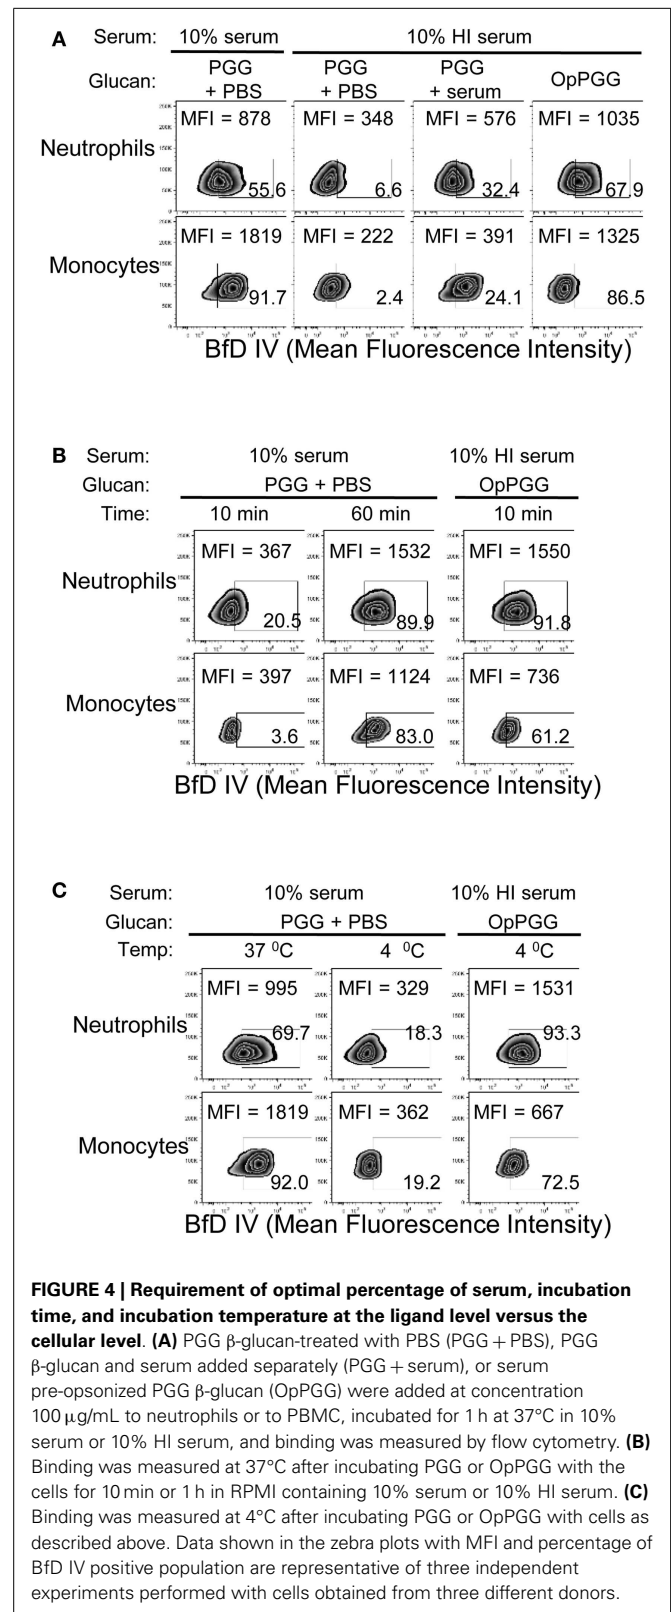 A Serum: 10% serum 10% HI serum
Glucan: PGG + PBS PGG + PBS PGG + serum OpPGG
Neutrophils
MFI = 878 MFI = 348 MFI = 576 MFI = 1035
55.6 6.6 32.4 67.9
Monocytes
MFI = 1819 MFI = 222 MFI = 391 MFI = 1325
91.7 2.4 24.1 86.5
BfD IV (Mean Fluorescence Intensity)
B Serum: 10% serum 10% HI serum
Glucan: PGG + PBS OpPGG
Time: 10 min 60 min 10 min
Neutrophils
MFI = 367 MFI = 1532 MFI = 1550
20.5 89.9 91.8
Monocytes
MFI = 397 MFI = 1124 MFI = 736
3.6 83.0 61.2
BfD IV (Mean Fluorescence Intensity)
C Serum: 10% serum 10% HI serum
Glucan: PGG + PBS OpPGG
Temp: 37 ⁰C 4 ⁰C 4 ⁰C
Neutrophils
MFI = 995 MFI = 329 MFI = 1531
69.7 18.3 93.3
Monocytes
MFI = 1819 MFI = 362 MFI = 667
92.0 19.2 72.5
BfD IV (Mean Fluorescence Intensity)
FIGURE 4 | Requirement of optimal percentage of serum, incubation
time, and incubation temperature at the ligand level versus the
cellular level. (A) PGG β-glucan-treated with PBS (PGG + PBS), PGG
β-glucan and serum added separately (PGG + serum), or serum
pre-opsonized PGG β-glucan (OpPGG) were added at concentration
100 μg/mL to neutrophils or to PBMC, incubated for 1 h at 37°C in 10%
serum or 10% HI serum, and binding was measured by flow cytometry. (B)
Binding was measured at 37°C after incubating PGG or OpPGG with the
cells for 10 min or 1 h in RPMI containing 10% serum or 10% HI serum. (C)
Binding was measured at 4°C after incubating PGG or OpPGG with cells as
described above. Data shown in the zebra plots with MFI and percentage of
BfD IV positive population are representative of three independent
experiments performed with cells obtained from three different donors.